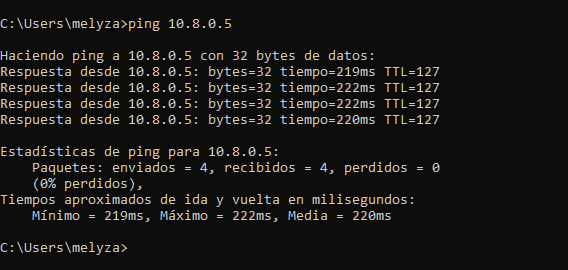 C:\Users\melyza>ping 10.8.0.5
Haciendo ping a 10.8.0.5 con 32 bytes de datos:
Respuesta desde 10.8.0.5: bytes=32 tiempo=219ms TTL=127
Respuesta desde 10.8.0.5: bytes=32 tiempo=222ms TTL=127
Respuesta desde 10.8.0.5: bytes=32 tiempo=222ms TTL=127
Respuesta desde 10.8.0.5: bytes=32 tiempo=220ms TTL=127
Estadísticas de ping para 10.8.0.5:
    Paquetes: enviados = 4, recibidos = 4, perdidos = 0
    (0% perdidos),
Tiempos aproximados de ida y vuelta en milisegundos:
    Mínimo = 219ms, Máximo = 222ms, Media = 220ms
C:\Users\melyza>